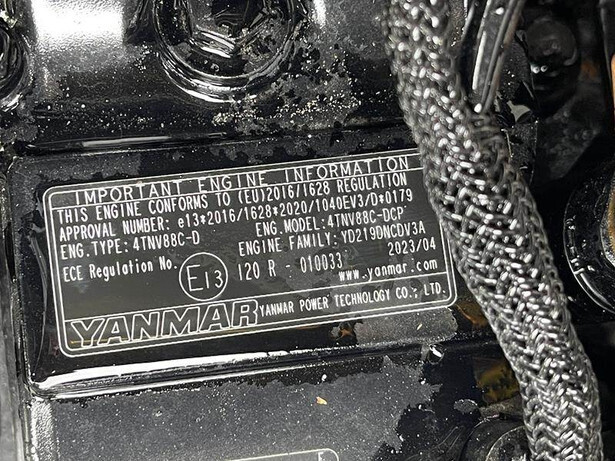 IMPORTANT ENGINE INFORMATION
THIS ENGINE CONFORMS TO (EU)2016/1628 REGULATION
APPROVAL NUMBER: e13*2016/1628*2020/1040EV3/D*0179
ENG.TYPE: 4TNV88C-D ENG.MODEL: 4TNV88C-DCP
ENGINE FAMILY: YD219DNCDV3A
ECE Regulation No. E13 120 R - 010033 2023/04
www.yanmar.com
YANMAR YANMAR POWER TECHNOLOGY CO., LTD.